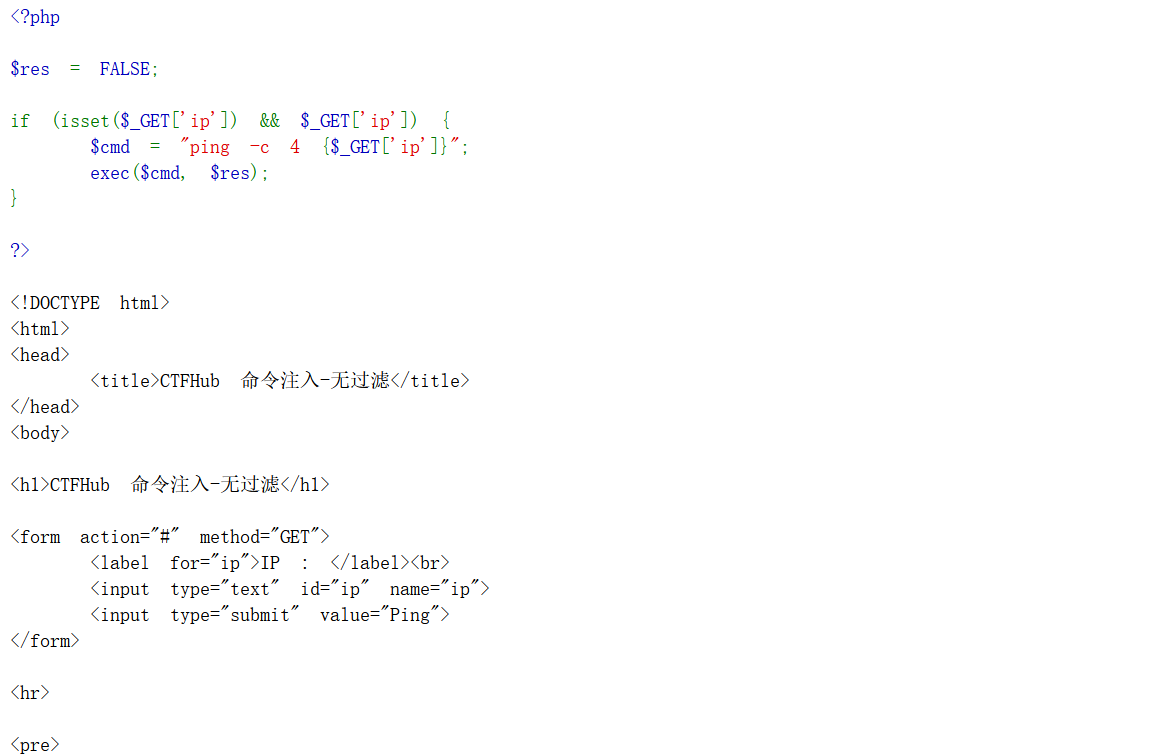 <?php
$res = FALSE;
if (isset($_GET['ip']) && $_GET['ip']) {
$cmd = "ping -c 4 {$_GET['ip']}";
exec($cmd, $res);
}
?>
<!DOCTYPE html>
<html>
<head>
<title>CTFHub 命令注入-无过滤</title>
</head>
<body>
<h1>CTFHub 命令注入-无过滤</h1>
<form action="#" method="GET">
<label for="ip">IP : </label><br>
<input type="text" id="ip" name="ip">
<input type="submit" value="Ping">
</form>
<hr>
<pre>